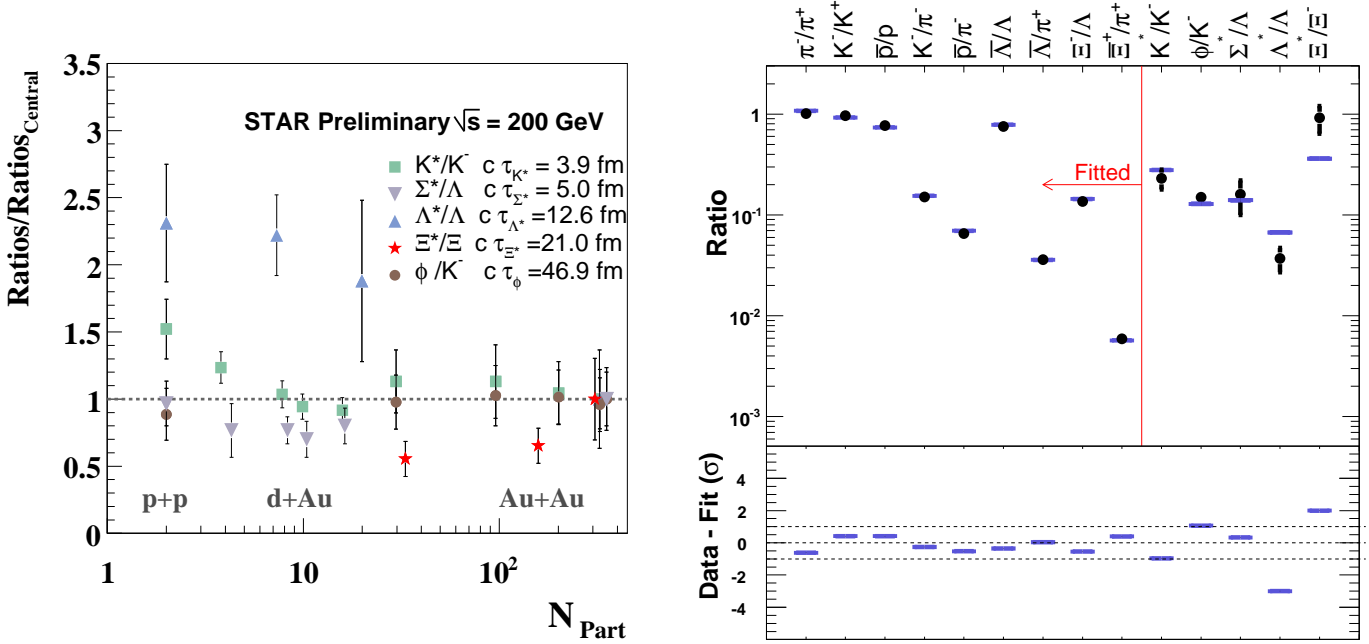 Ratios/Ratios_Central
3.5
3
2.5
2
1.5
1
0.5
0
STAR Preliminary √s = 200 GeV
K*/K⁻ c τ_K* = 3.9 fm
Σ*/Λ c τ_Σ* = 5.0 fm
Λ*/Λ c τ_Λ* =12.6 fm
Ξ*/Ξ c τ_Ξ* =21.0 fm
ϕ /K⁻ c τ_ϕ =46.9 fm
p+p d+Au Au+Au
1 10 10²
N_Part
π⁻/π⁺
K⁻/K⁺
p̅/p
K⁻/π⁻
p̅/π⁻
Λ̅/Λ
Λ̅/π⁺
Ξ⁻/Λ
Ξ̅⁺/π⁺
K*/K⁻
ϕ/K⁻
Σ*/Λ
Λ*/Λ
Ξ*/Ξ⁻
Ratio
1
10⁻¹
10⁻²
10⁻³
Fitted
Data - Fit (σ)
4
2
0
-2
-4